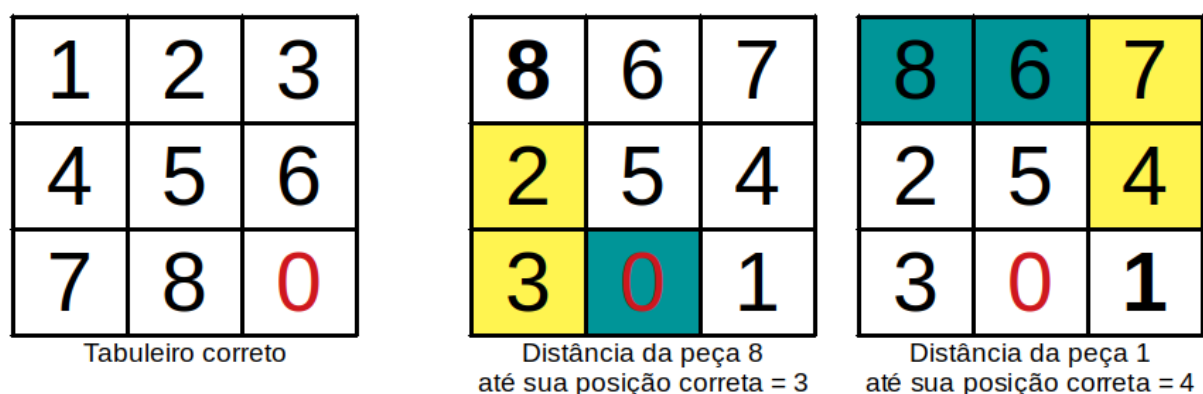 1 2 3
4 5 6
7 8 0
Tabuleiro correto
8 6 7
2 5 4
3 0 1
Distância da peça 8
até sua posição correta = 3
8 6 7
2 5 4
3 0 1
Distância da peça 1
até sua posição correta = 4